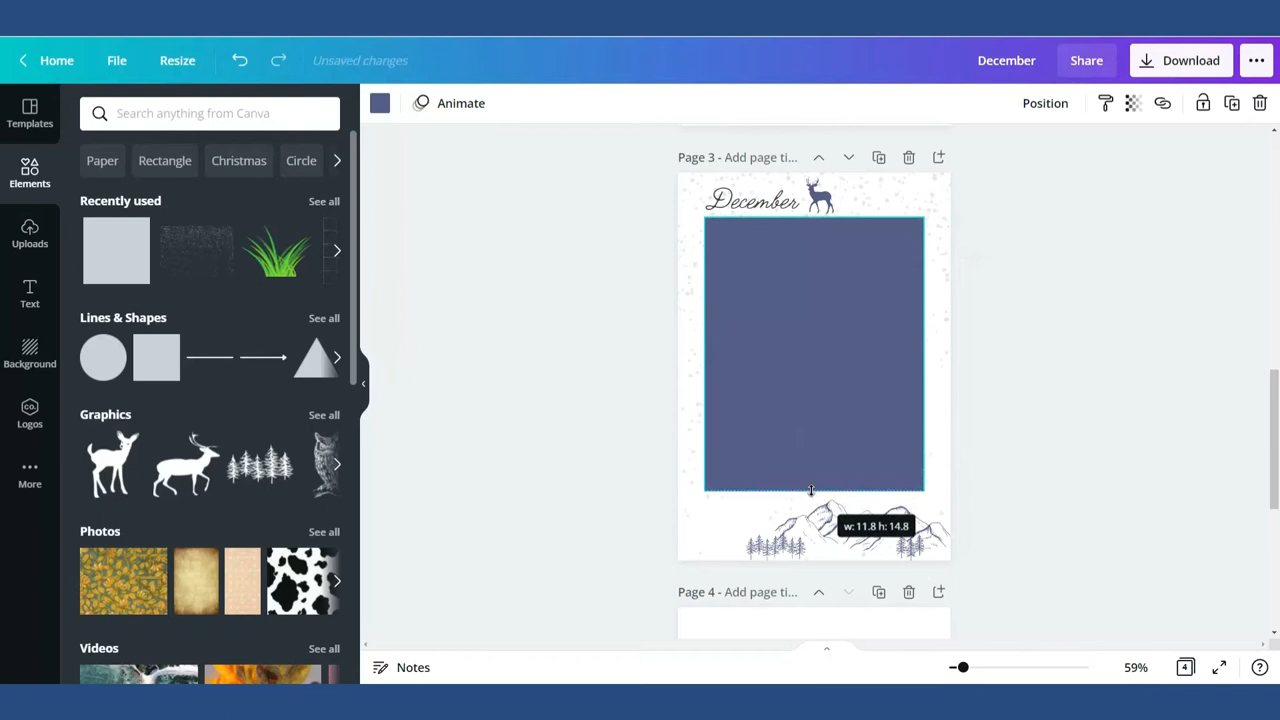 Home File Resize Unsaved changes December Share Download
Templates
Elements
Uploads
Text
Background
CO.
Logos
More
Search anything from Canva
Paper Rectangle Christmas Circle
Recently used See all
Lines & Shapes See all
Graphics See all
Photos See all
Videos See all
Animate Position
Page 3 - Add page ti...
December
w: 11.8 h: 14.8
Page 4 - Add page ti...
Notes 59% 4 ?